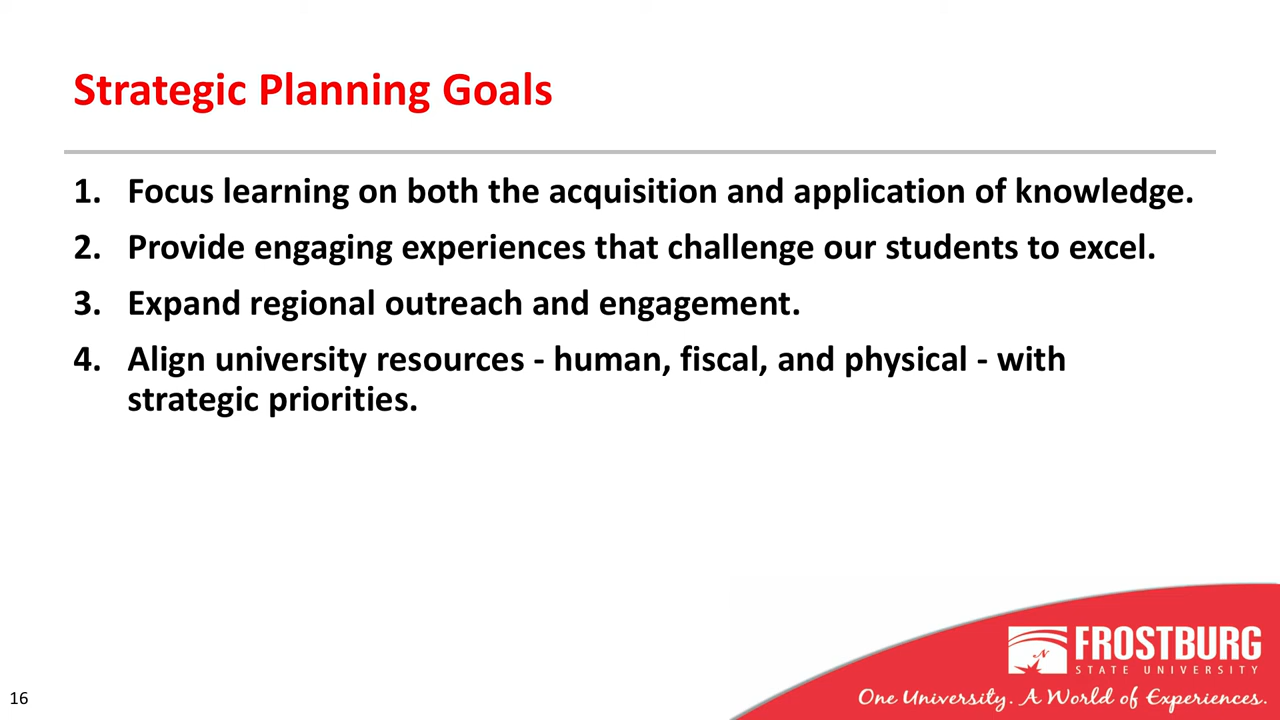 Strategic Planning Goals
1. Focus learning on both the acquisition and application of knowledge.
2. Provide engaging experiences that challenge our students to excel.
3. Expand regional outreach and engagement.
4. Align university resources - human, fiscal, and physical - with
strategic priorities.
FROSTBURG
STATE UNIVERSITY
One University. A World of Experiences.
16